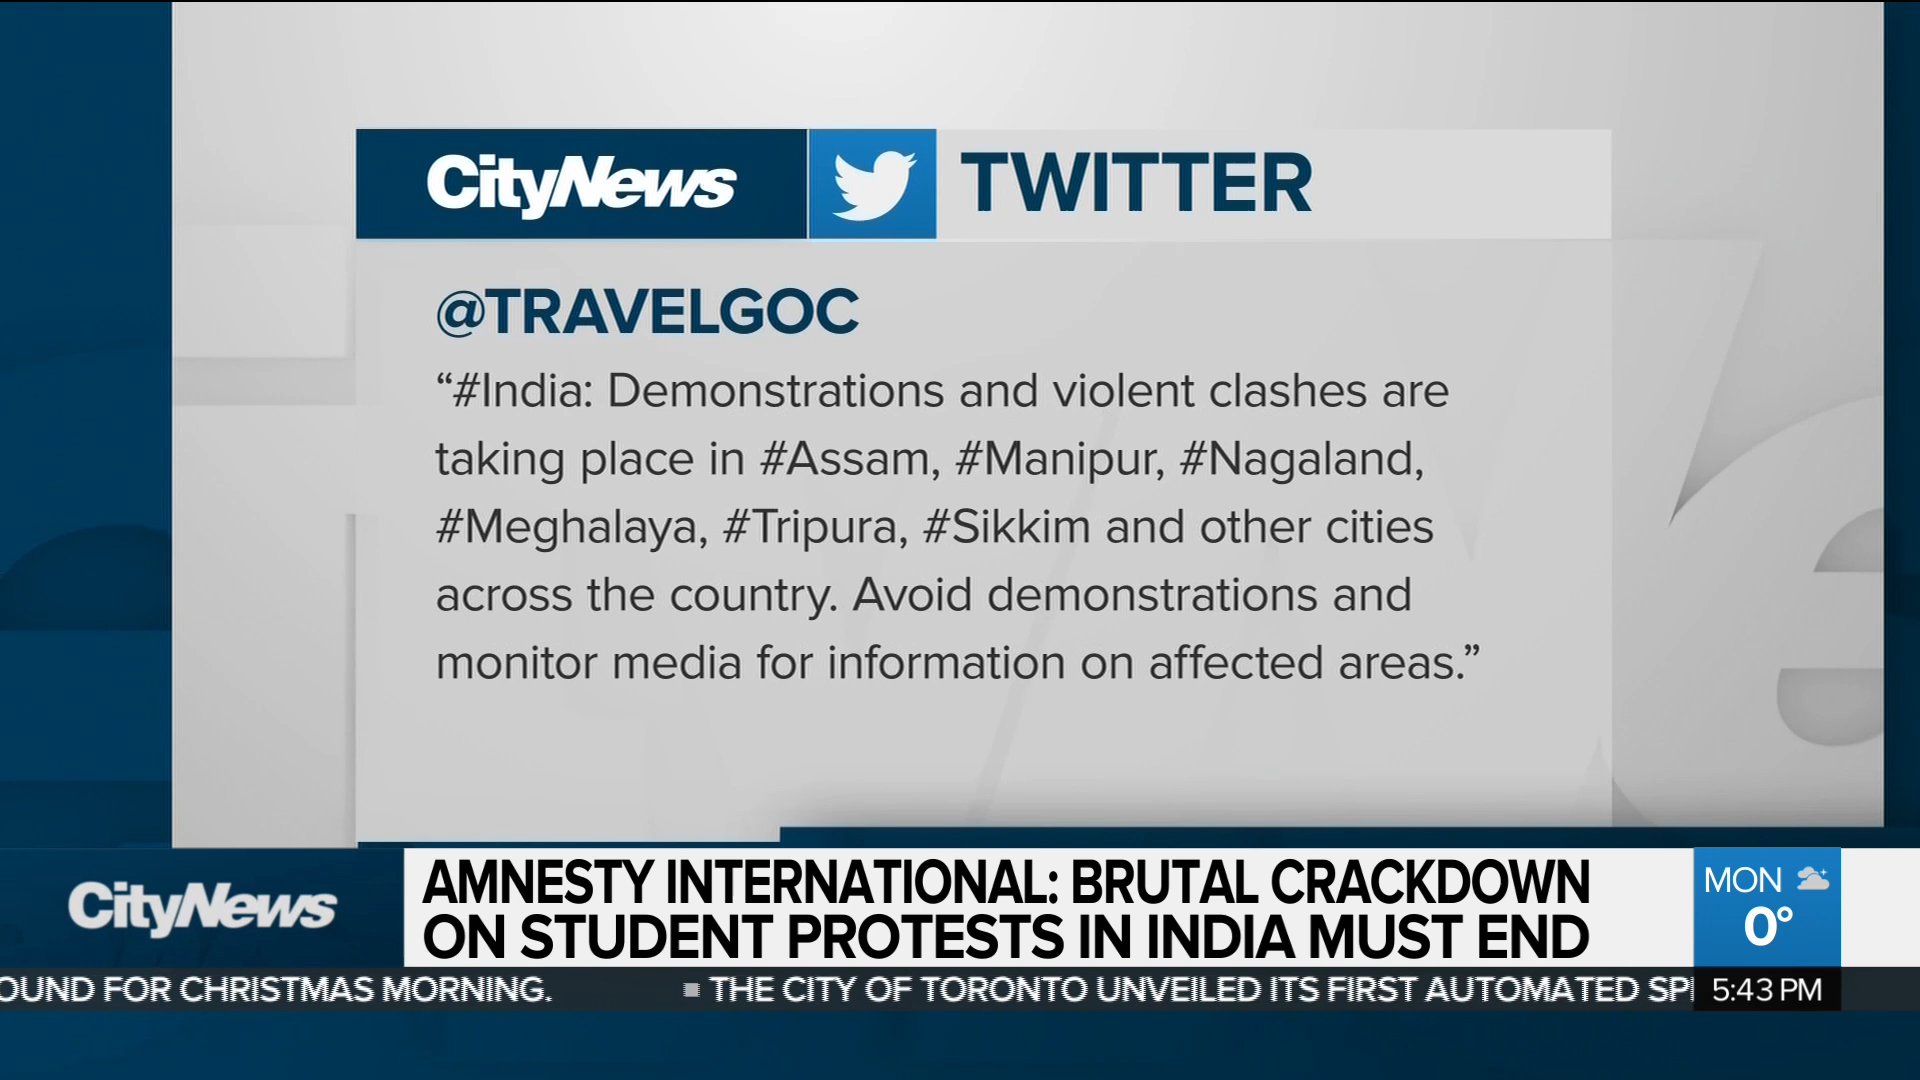 CityNews
TWITTER
@TRAVELGOC
“#India: Demonstrations and violent clashes are
taking place in #Assam, #Manipur, #Nagaland,
#Meghalaya, #Tripura, #Sikkim and other cities
across the country. Avoid demonstrations and
monitor media for information on affected areas.”
CityNews
AMNESTY INTERNATIONAL: BRUTAL CRACKDOWN
ON STUDENT PROTESTS IN INDIA MUST END
MON
0°
OUND FOR CHRISTMAS MORNING. ■ THE CITY OF TORONTO UNVEILED ITS FIRST AUTOMATED SP
5:43 PM